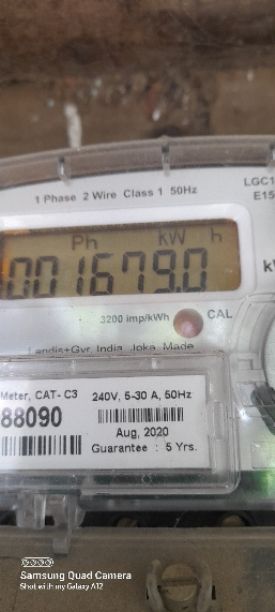 LGC1
1 Phase 2 Wire Class 1 50Hz
E15
Ph kW h
001679.0
3200 imp/kWh CAL
Landis+Gyr, India, Joka, Made
Meter, CAT- C3 240V, 5-30 A, 50Hz
88090
Aug, 2020
Guarantee : 5 Yrs.
Samsung Quad Camera
Shot with my Galaxy A12